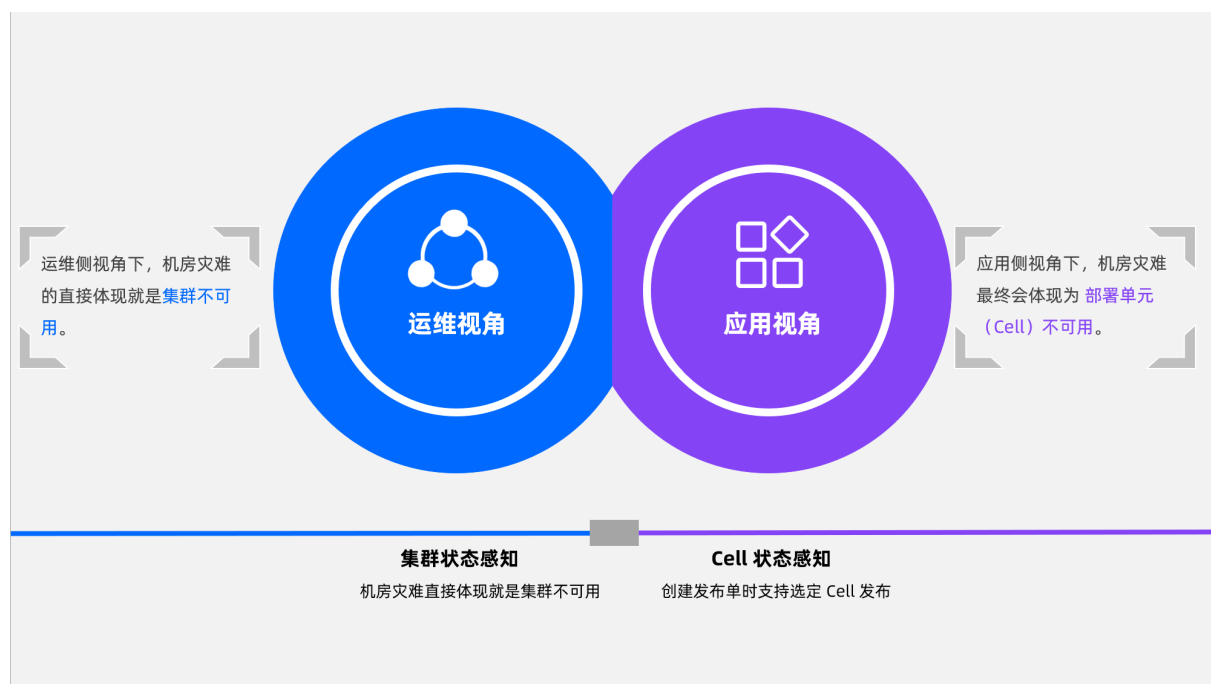 运维侧视角下，机房灾难
的直接体现就是集群不可
用。
运维视角
应用视角
应用侧视角下，机房灾难
最终会体现为 部署单元
（Cell）不可用。
集群状态感知
机房灾难直接体现就是集群不可用
Cell 状态感知
创建发布单时支持选定 Cell 发布